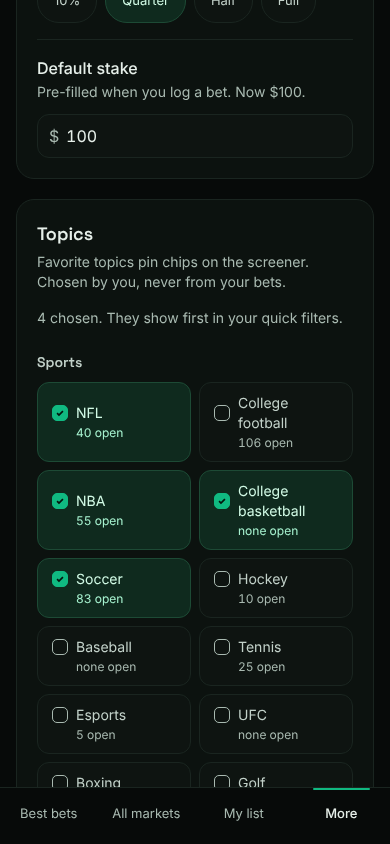 10%
Quarter
Half
Full
Default stake
Pre-filled when you log a bet. Now $100.
$ 100
Topics
Favorite topics pin chips on the screener.
Chosen by you, never from your bets.
4 chosen. They show first in your quick filters.
Sports
NFL
40 open
College
football
106 open
NBA
55 open
College
basketball
none open
Soccer
83 open
Hockey
10 open
Baseball
none open
Tennis
25 open
Esports
5 open
UFC
none open
Boxing
Golf
Best bets
All markets
My list
More